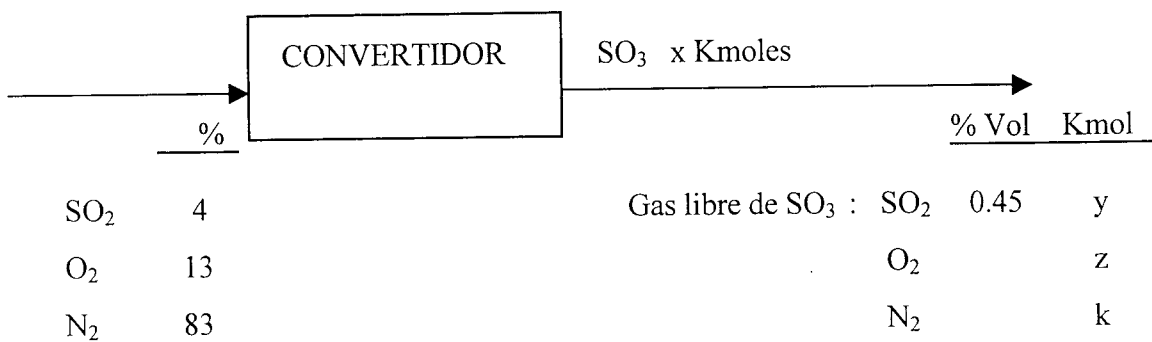 CONVERTIDOR SO₃ x Kmoles
% % Vol Kmol
SO₂ 4 Gas libre de SO₃ : SO₂ 0.45 y
O₂ 13 O₂ z
N₂ 83 N₂ k